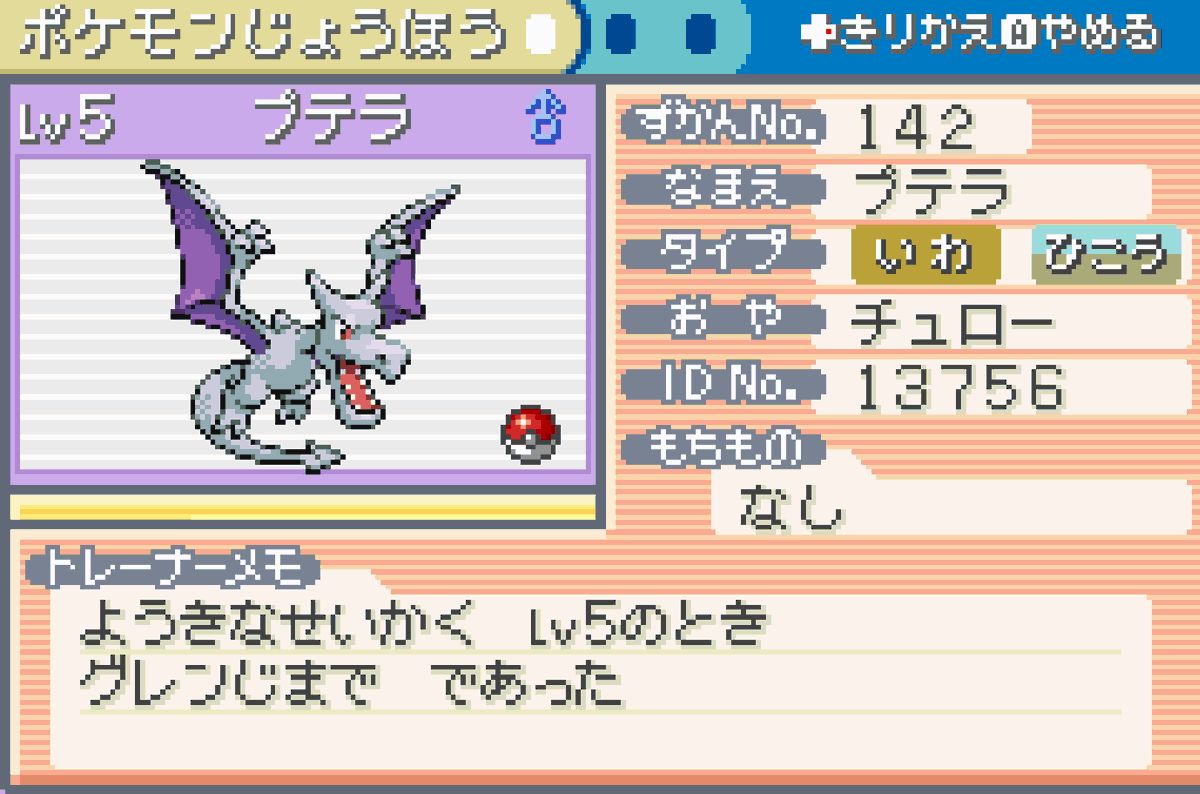 ポケモンじょうほう きりかえ やめる
Lv5 プテラ ♂
ずかんNo. 142
なまえ プテラ
タイプ いわ ひこう
おや チュロー
ID No. 13756
もちもの
なし
トレーナーメモ
ようきなせいかく Lv5のとき
グレンじまで であった